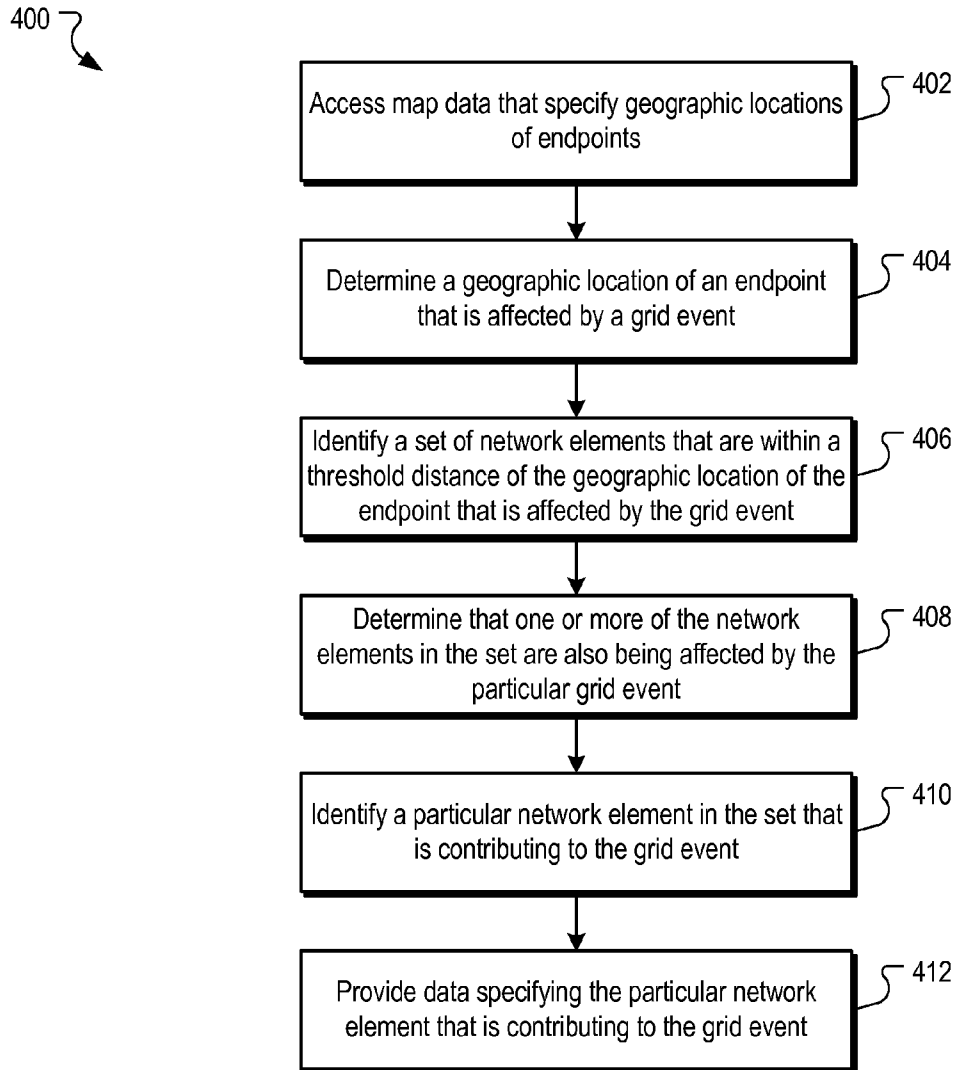 400
Access map data that specify geographic locations
of endpoints
402
Determine a geographic location of an endpoint
that is affected by a grid event
404
Identify a set of network elements that are within a
threshold distance of the geographic location of the
endpoint that is affected by the grid event
406
Determine that one or more of the network
elements in the set are also being affected by the
particular grid event
408
Identify a particular network element in the set that
is contributing to the grid event
410
Provide data specifying the particular network
element that is contributing to the grid event
412